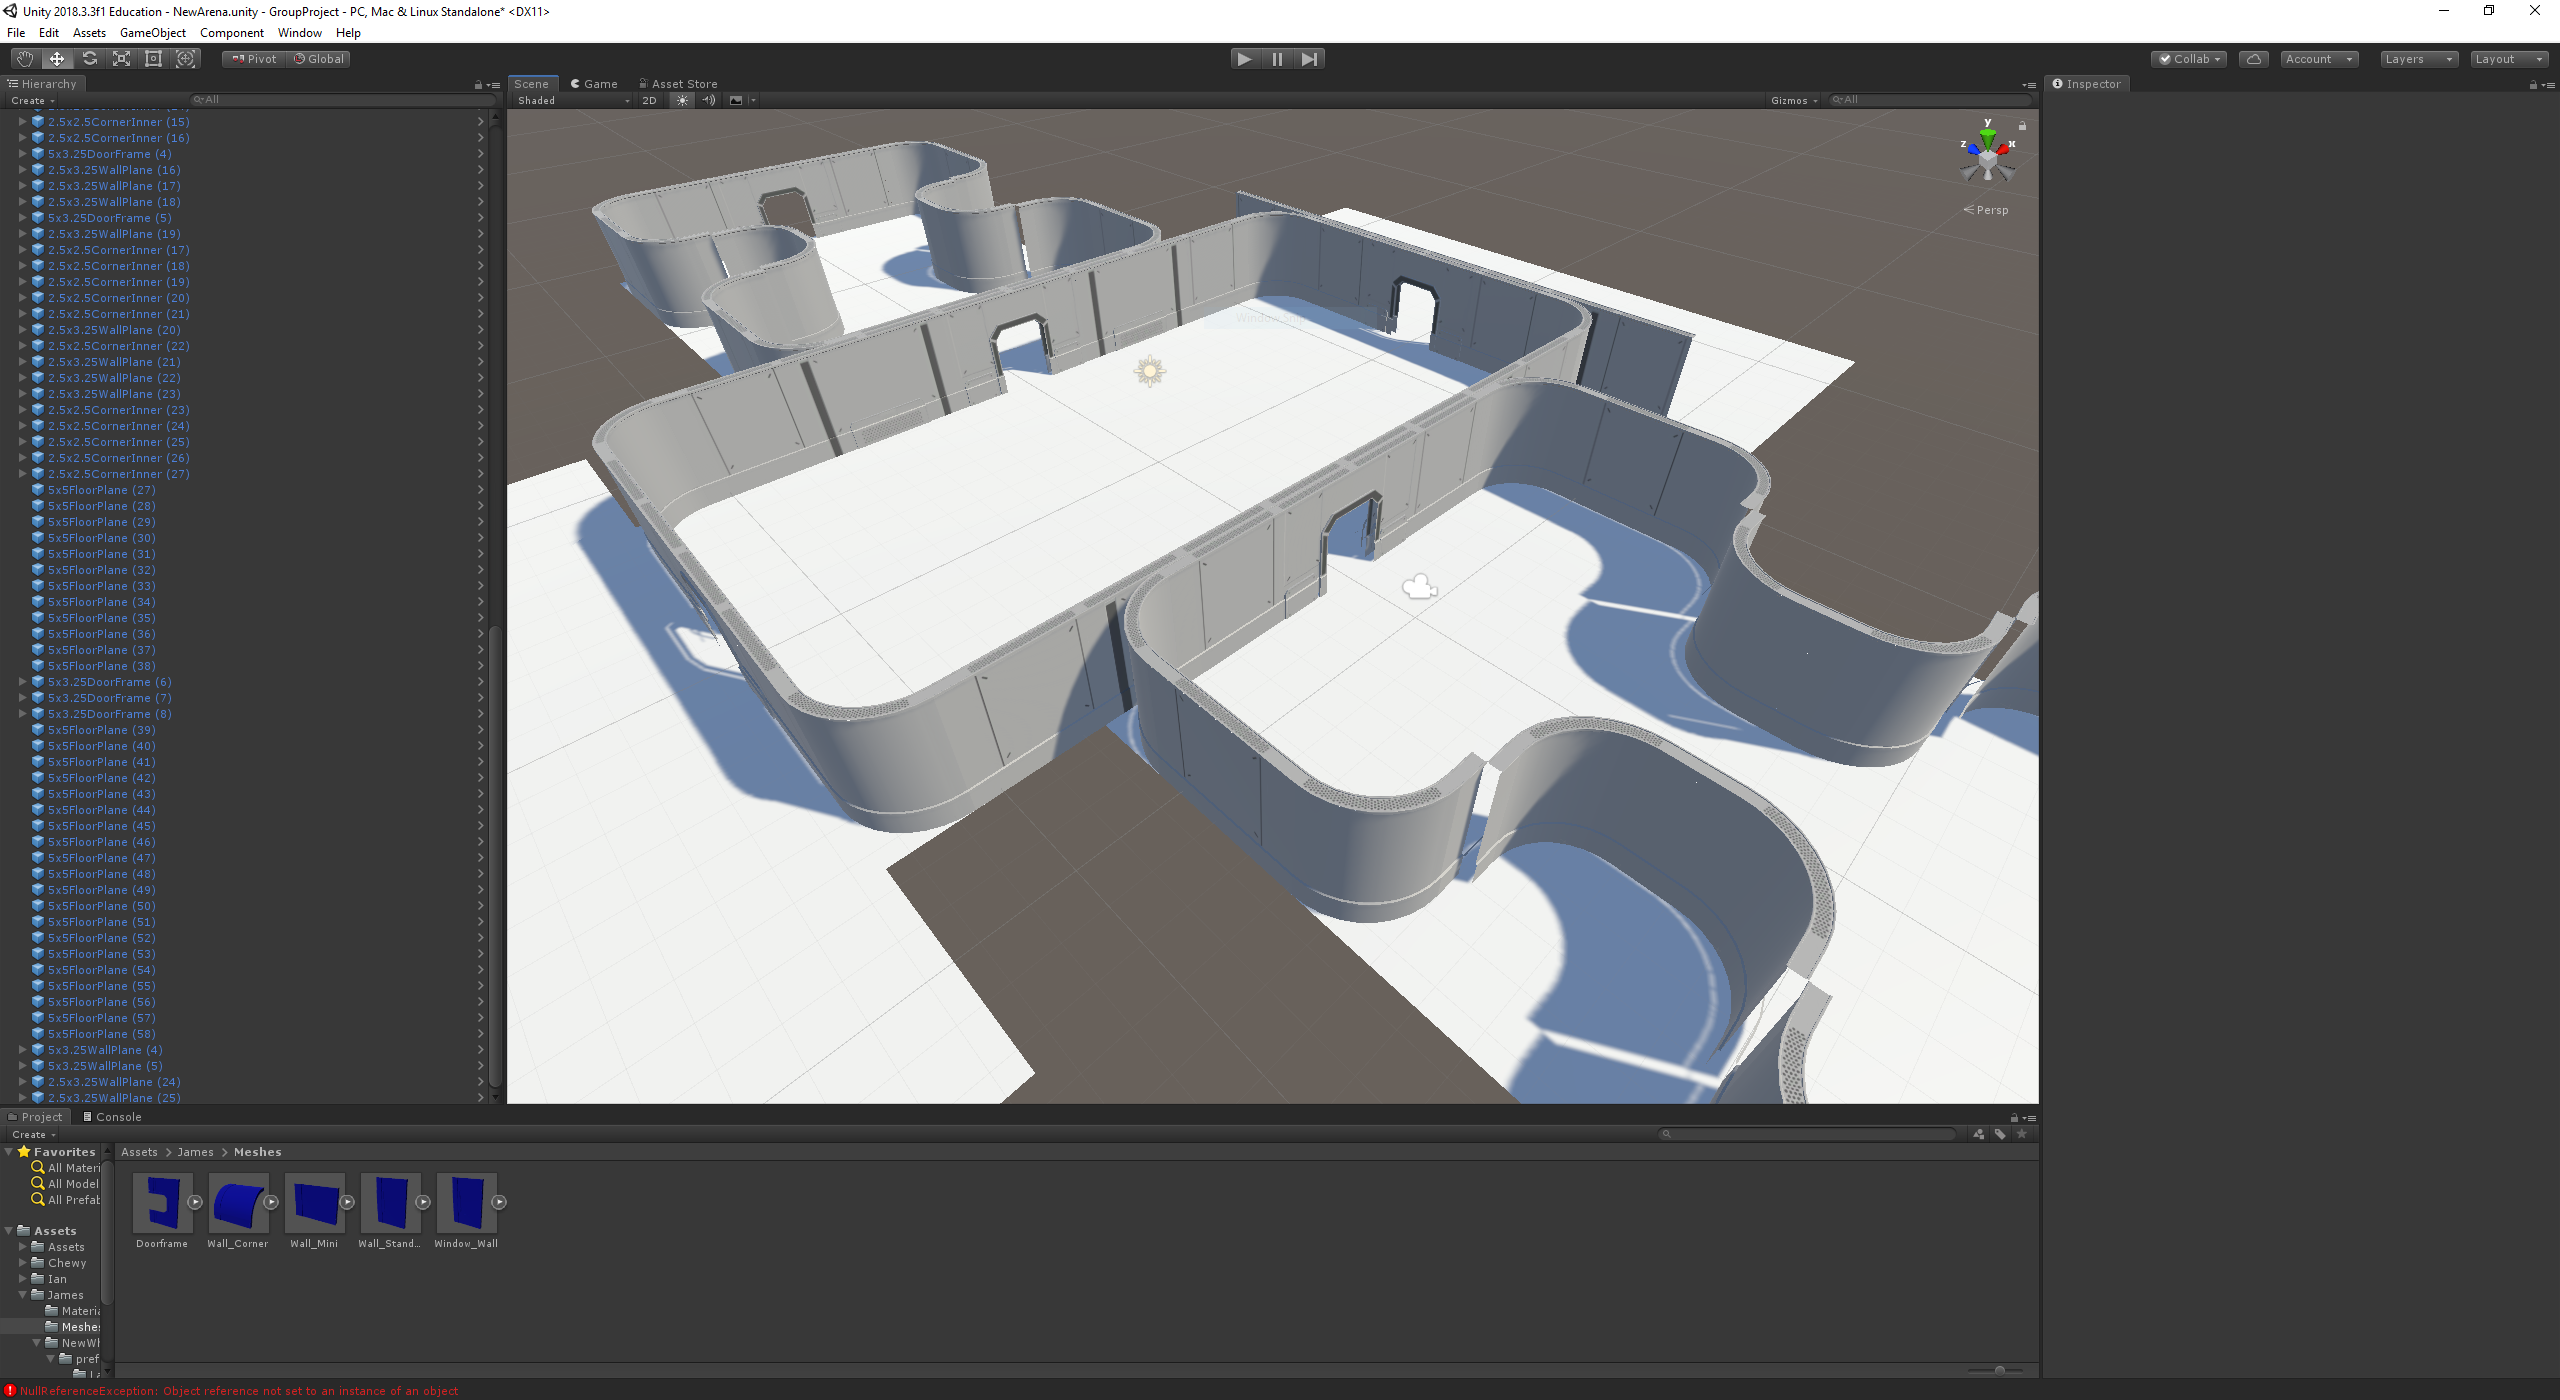 Unity 2018.3.3f1 Education - NewArena.unity - GroupProject - PC, Mac & Linux Standalone* <DX11>
File Edit Assets GameObject Component Window Help
Pivot Global Collab Account Layers Layout
Hierarchy Scene Game Asset Store Inspector
Create All Shaded 2D Gizmos All
2.5x2.5CornerInner (15)
2.5x2.5CornerInner (16)
5x3.25DoorFrame (4)
2.5x3.25WallPlane (16)
2.5x3.25WallPlane (17)
2.5x3.25WallPlane (18)
5x3.25DoorFrame (5)
2.5x3.25WallPlane (19)
2.5x2.5CornerInner (17)
2.5x2.5CornerInner (18)
2.5x2.5CornerInner (19)
2.5x2.5CornerInner (20)
2.5x2.5CornerInner (21)
2.5x3.25WallPlane (20)
2.5x2.5CornerInner (22)
2.5x3.25WallPlane (21)
2.5x3.25WallPlane (22)
2.5x3.25WallPlane (23)
2.5x2.5CornerInner (23)
2.5x2.5CornerInner (24)
2.5x2.5CornerInner (25)
2.5x2.5CornerInner (26)
2.5x2.5CornerInner (27)
5x5FloorPlane (27)
5x5FloorPlane (28)
5x5FloorPlane (29)
5x5FloorPlane (30)
5x5FloorPlane (31)
5x5FloorPlane (32)
5x5FloorPlane (33)
5x5FloorPlane (34)
5x5FloorPlane (35)
5x5FloorPlane (36)
5x5FloorPlane (37)
5x5FloorPlane (38)
5x3.25DoorFrame (6)
5x3.25DoorFrame (7)
5x3.25DoorFrame (8)
5x5FloorPlane (39)
5x5FloorPlane (40)
5x5FloorPlane (41)
5x5FloorPlane (42)
5x5FloorPlane (43)
5x5FloorPlane (44)
5x5FloorPlane (45)
5x5FloorPlane (46)
5x5FloorPlane (47)
5x5FloorPlane (48)
5x5FloorPlane (49)
5x5FloorPlane (50)
5x5FloorPlane (51)
5x5FloorPlane (52)
5x5FloorPlane (53)
5x5FloorPlane (54)
5x5FloorPlane (55)
5x5FloorPlane (56)
5x5FloorPlane (57)
5x5FloorPlane (58)
5x3.25WallPlane (4)
5x3.25WallPlane (5)
2.5x3.25WallPlane (24)
2.5x3.25WallPlane (25)
y
z x
< Persp
Project Console
Create
Favorites
All Materi
All Model
All Prefab
Assets
Assets
Chewy
Ian
James
Materia
Meshes
NewWh
pref
Assets > James > Meshes
Doorframe Wall_Corner Wall_Mini Wall_Stand... Window_Wall
NullReferenceException: Object reference not set to an instance of an object